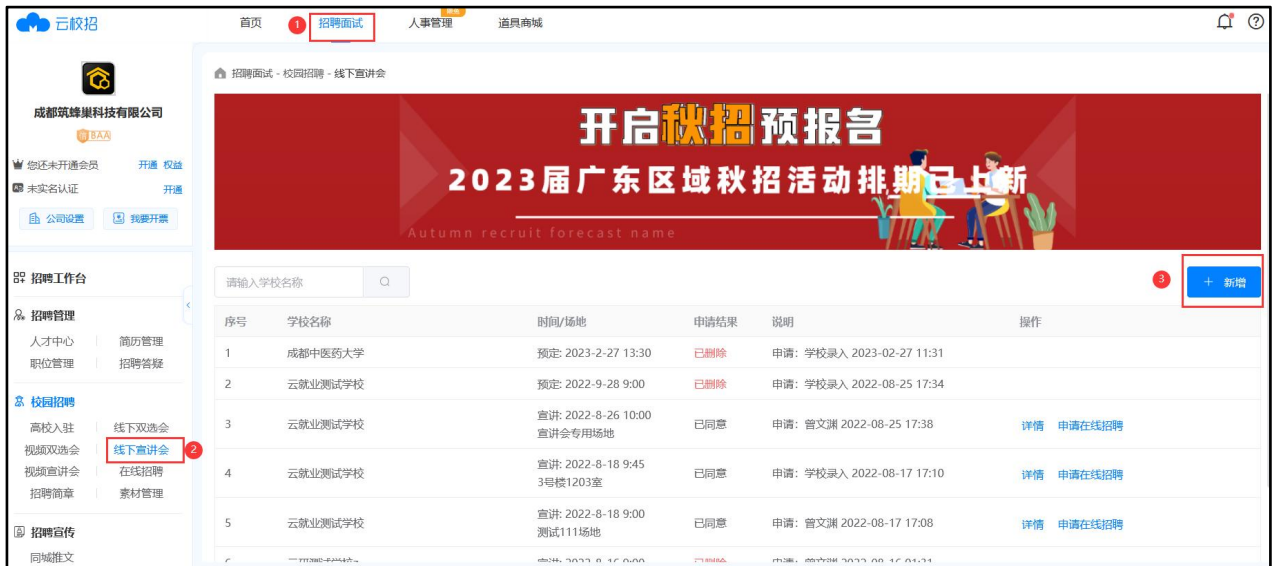 云校招
首页
1
招聘面试
人事管理
道具商城
成都筑蜂巢科技有限公司
BAA
您还未开通会员 开通 权益
未实名认证 开通
公司设置 我要开票
招聘工作台
招聘管理
人才中心 简历管理
职位管理 招聘答疑
校园招聘
高校入驻 线下双选会
视频双选会 线下宣讲会 2
视频宣讲会 在线招聘
招聘简章 素材管理
招聘宣传
同城推文
招聘面试 - 校园招聘 - 线下宣讲会
开启秋招预报名
2023届广东区域秋招活动排期已上新
Autumn recruit forecast name
请输入学校名称
3
+ 新增
序号 学校名称 时间/场地 申请结果 说明 操作
1 成都中医药大学 预定: 2023-2-27 13:30 已删除 申请: 学校录入 2023-02-27 11:31
2 云就业测试学校 预定: 2022-9-28 9:00 已删除 申请: 学校录入 2022-08-25 17:34
3 云就业测试学校 宣讲: 2022-8-26 10:00 已同意 申请: 曾文渊 2022-08-25 17:38 详情 申请在线招聘
宣讲会专用场地
4 云就业测试学校 宣讲: 2022-8-18 9:45 已同意 申请: 学校录入 2022-08-17 17:10 详情 申请在线招聘
3号楼1203室
5 云就业测试学校 宣讲: 2022-8-18 9:00 已同意 申请: 曾文渊 2022-08-17 17:08 详情 申请在线招聘
测试111场地